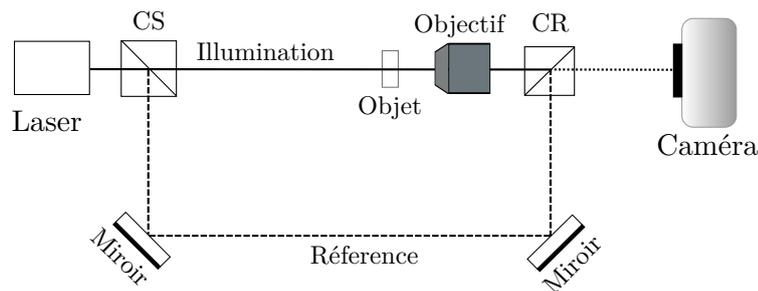 CS
Objectif
CR
Illumination
Laser
Objet
Caméra
Miroir
Réference
Miroir